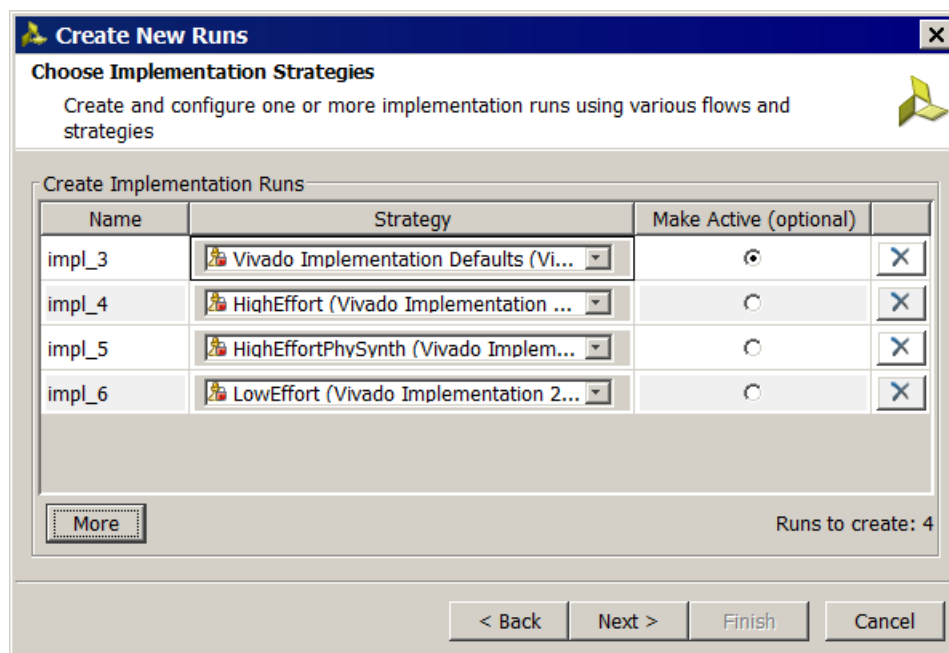 Create New Runs
Choose Implementation Strategies
Create and configure one or more implementation runs using various flows and
strategies
Create Implementation Runs
Name Strategy Make Active (optional)
impl_3 Vivado Implementation Defaults (Vi...
impl_4 HighEffort (Vivado Implementation ...
impl_5 HighEffortPhySynth (Vivado Implem...
impl_6 LowEffort (Vivado Implementation 2...
More Runs to create: 4
< Back Next > Finish Cancel